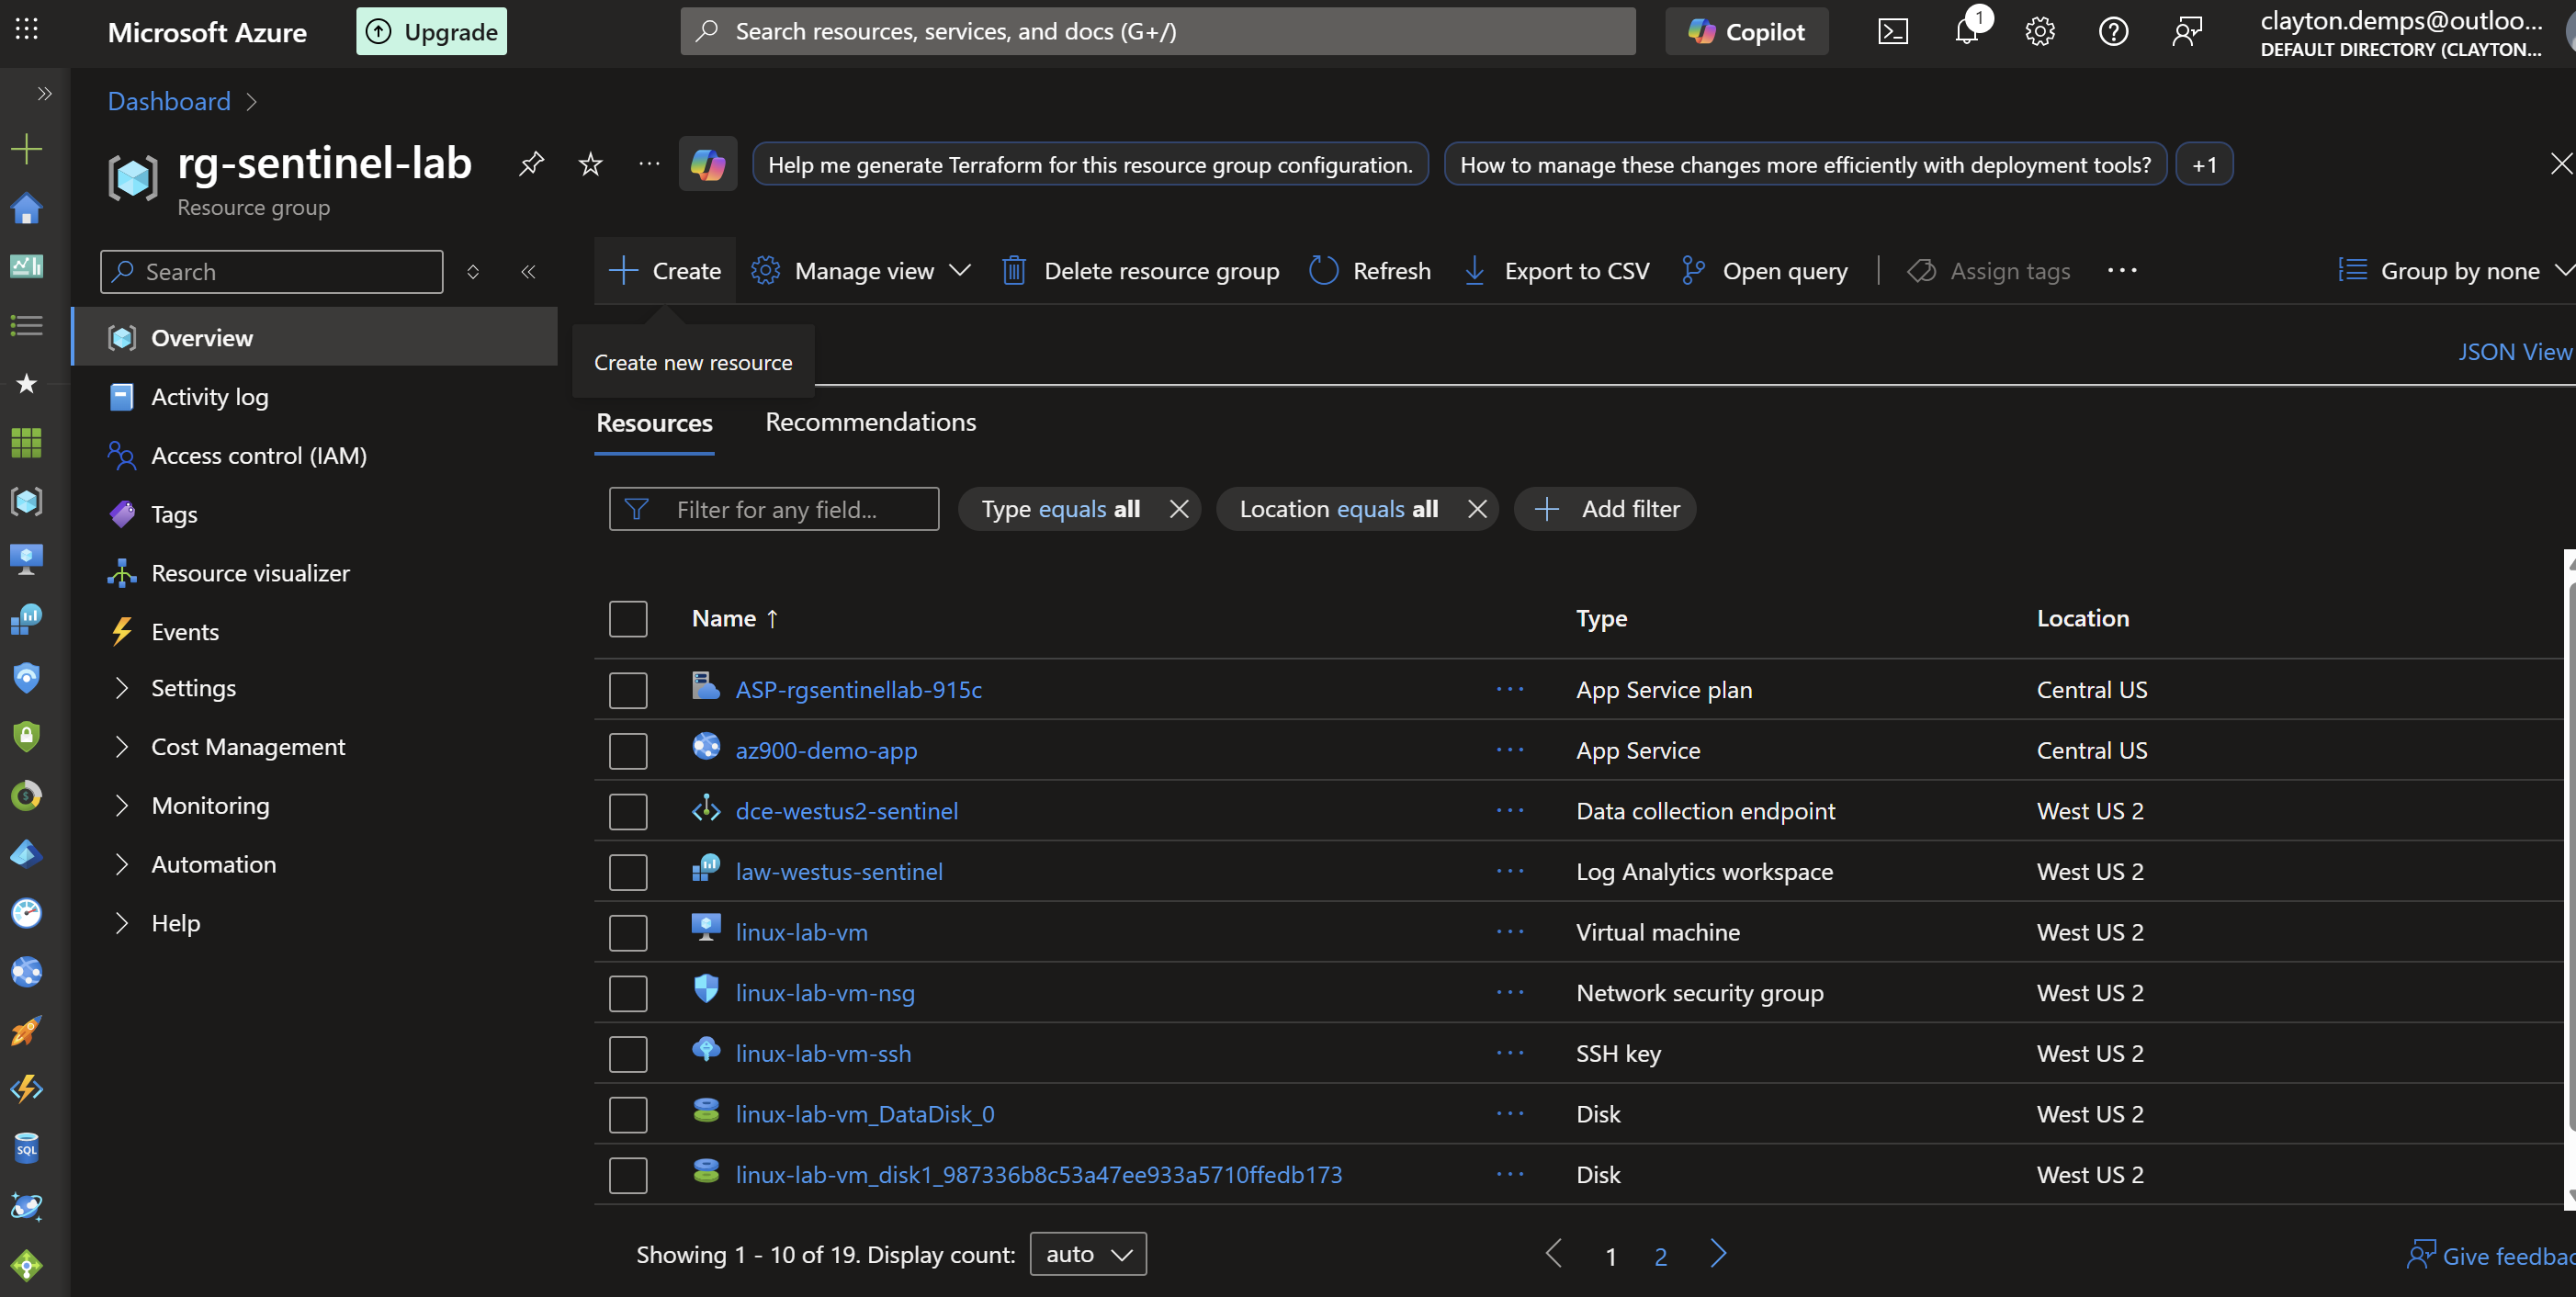 Microsoft Azure
Upgrade
Search resources, services, and docs (G+/)
Copilot
1
clayton.demps@outloo...
DEFAULT DIRECTORY (CLAYTON...
Dashboard
rg-sentinel-lab
Resource group
Help me generate Terraform for this resource group configuration.
How to manage these changes more efficiently with deployment tools?
+1
Search
Create
Manage view
Delete resource group
Refresh
Export to CSV
Open query
Assign tags
Group by none
Create new resource
JSON View
Overview
Activity log
Access control (IAM)
Tags
Resource visualizer
Events
Settings
Cost Management
Monitoring
Automation
Help
Resources
Recommendations
Filter for any field...
Type equals all
Location equals all
Add filter
Name ↑ Type Location
ASP-rgsentinellab-915c ... App Service plan Central US
az900-demo-app ... App Service Central US
dce-westus2-sentinel ... Data collection endpoint West US 2
law-westus-sentinel ... Log Analytics workspace West US 2
linux-lab-vm ... Virtual machine West US 2
linux-lab-vm-nsg ... Network security group West US 2
linux-lab-vm-ssh ... SSH key West US 2
linux-lab-vm_DataDisk_0 ... Disk West US 2
linux-lab-vm_disk1_987336b8c53a47ee933a5710ffedb173 ... Disk West US 2
Showing 1 - 10 of 19. Display count: auto
1 2
Give feedbac
SQL